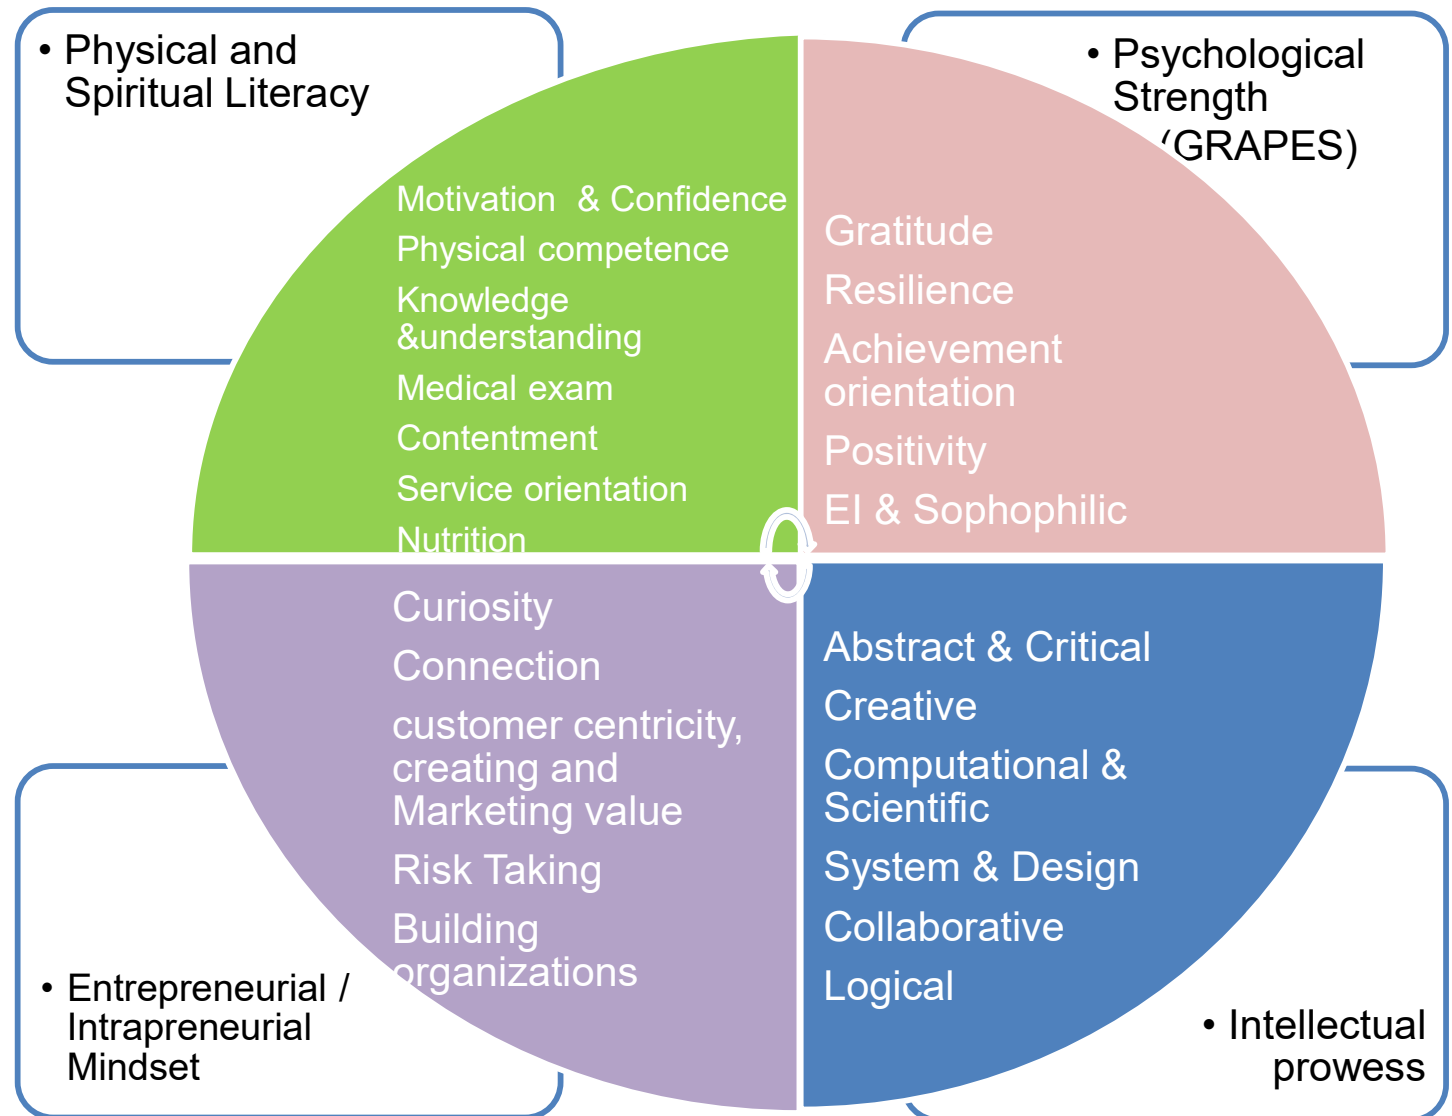 • Physical and
Spiritual Literacy
• Psychological
Strength
(GRAPES)
Motivation & Confidence
Physical competence
Knowledge
&understanding
Medical exam
Contentment
Service orientation
Nutrition
Gratitude
Resilience
Achievement
orientation
Positivity
EI & Sophophilic
Curiosity
Connection
customer centricity,
creating and
Marketing value
Risk Taking
Building
organizations
Abstract & Critical
Creative
Computational &
Scientific
System & Design
Collaborative
Logical
• Entrepreneurial /
Intrapreneurial
Mindset
• Intellectual
prowess